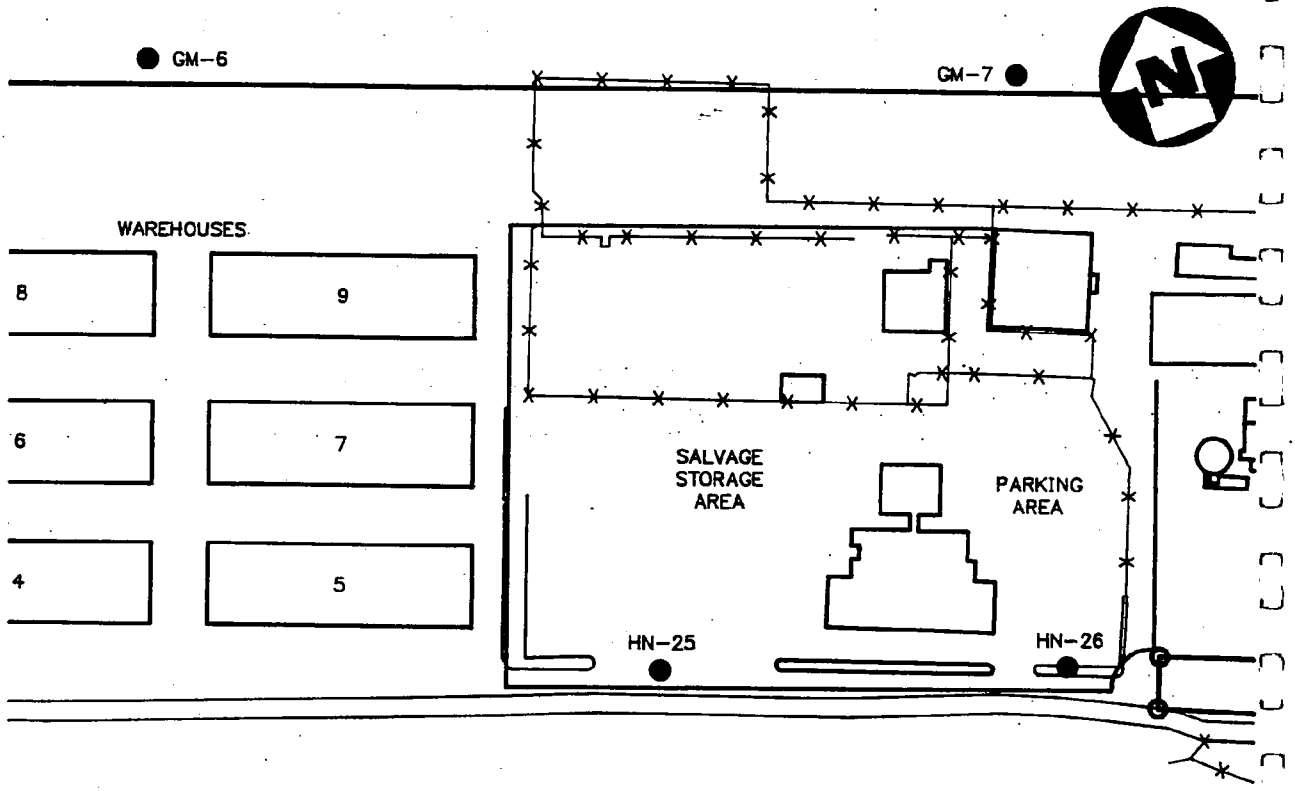 GM-6
GM-7
N
WAREHOUSES
8
9
6
7
SALVAGE
STORAGE
AREA
PARKING
AREA
4
5
HN-25
HN-26